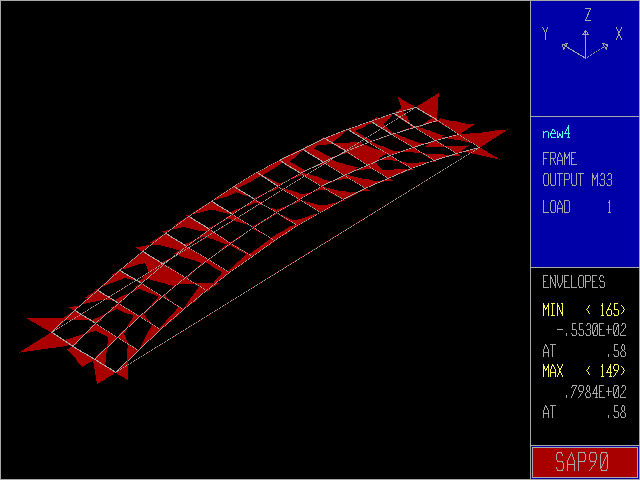 Z
Y X
new4
FRAME
OUTPUT M33
LOAD 1
ENVELOPES
MIN < 165>
-.5530E+02
AT .58
MAX < 149>
.7984E+02
AT .58
SAP90